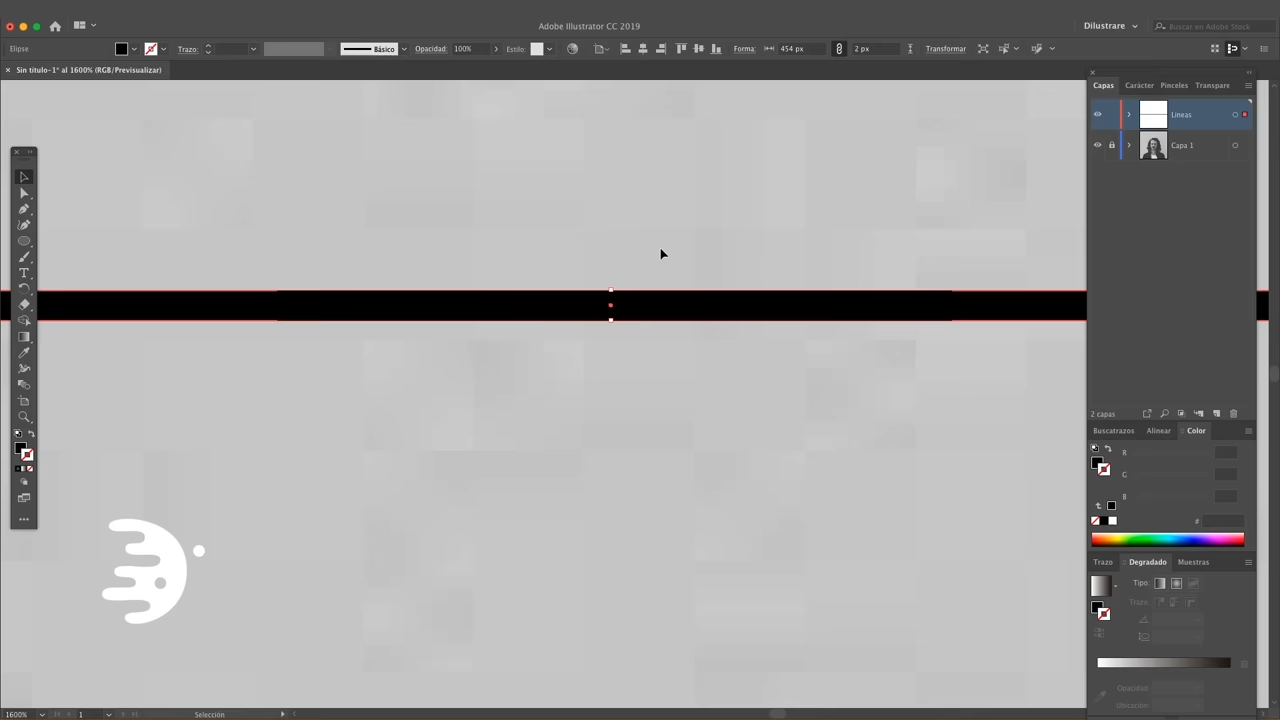 Adobe Illustrator CC 2019
Dilustrare
Buscar en Adobe Stock
Elipse
Trazo:
Básico
Opacidad:
100%
Estilo:
Forma:
454 px
2 px
Transformar
× Sin título-1* al 1600% (RGB/Previsualizar)
Capas
Carácter
Pinceles
Transpare
Lineas
Capa 1
2 capas
Buscatrazos
Alinear
Color
R
G
B
#
Trazo
Degradado
Muestras
Tipo:
Trazo:
Opacidad:
Ubicación:
1600%
1
Selección